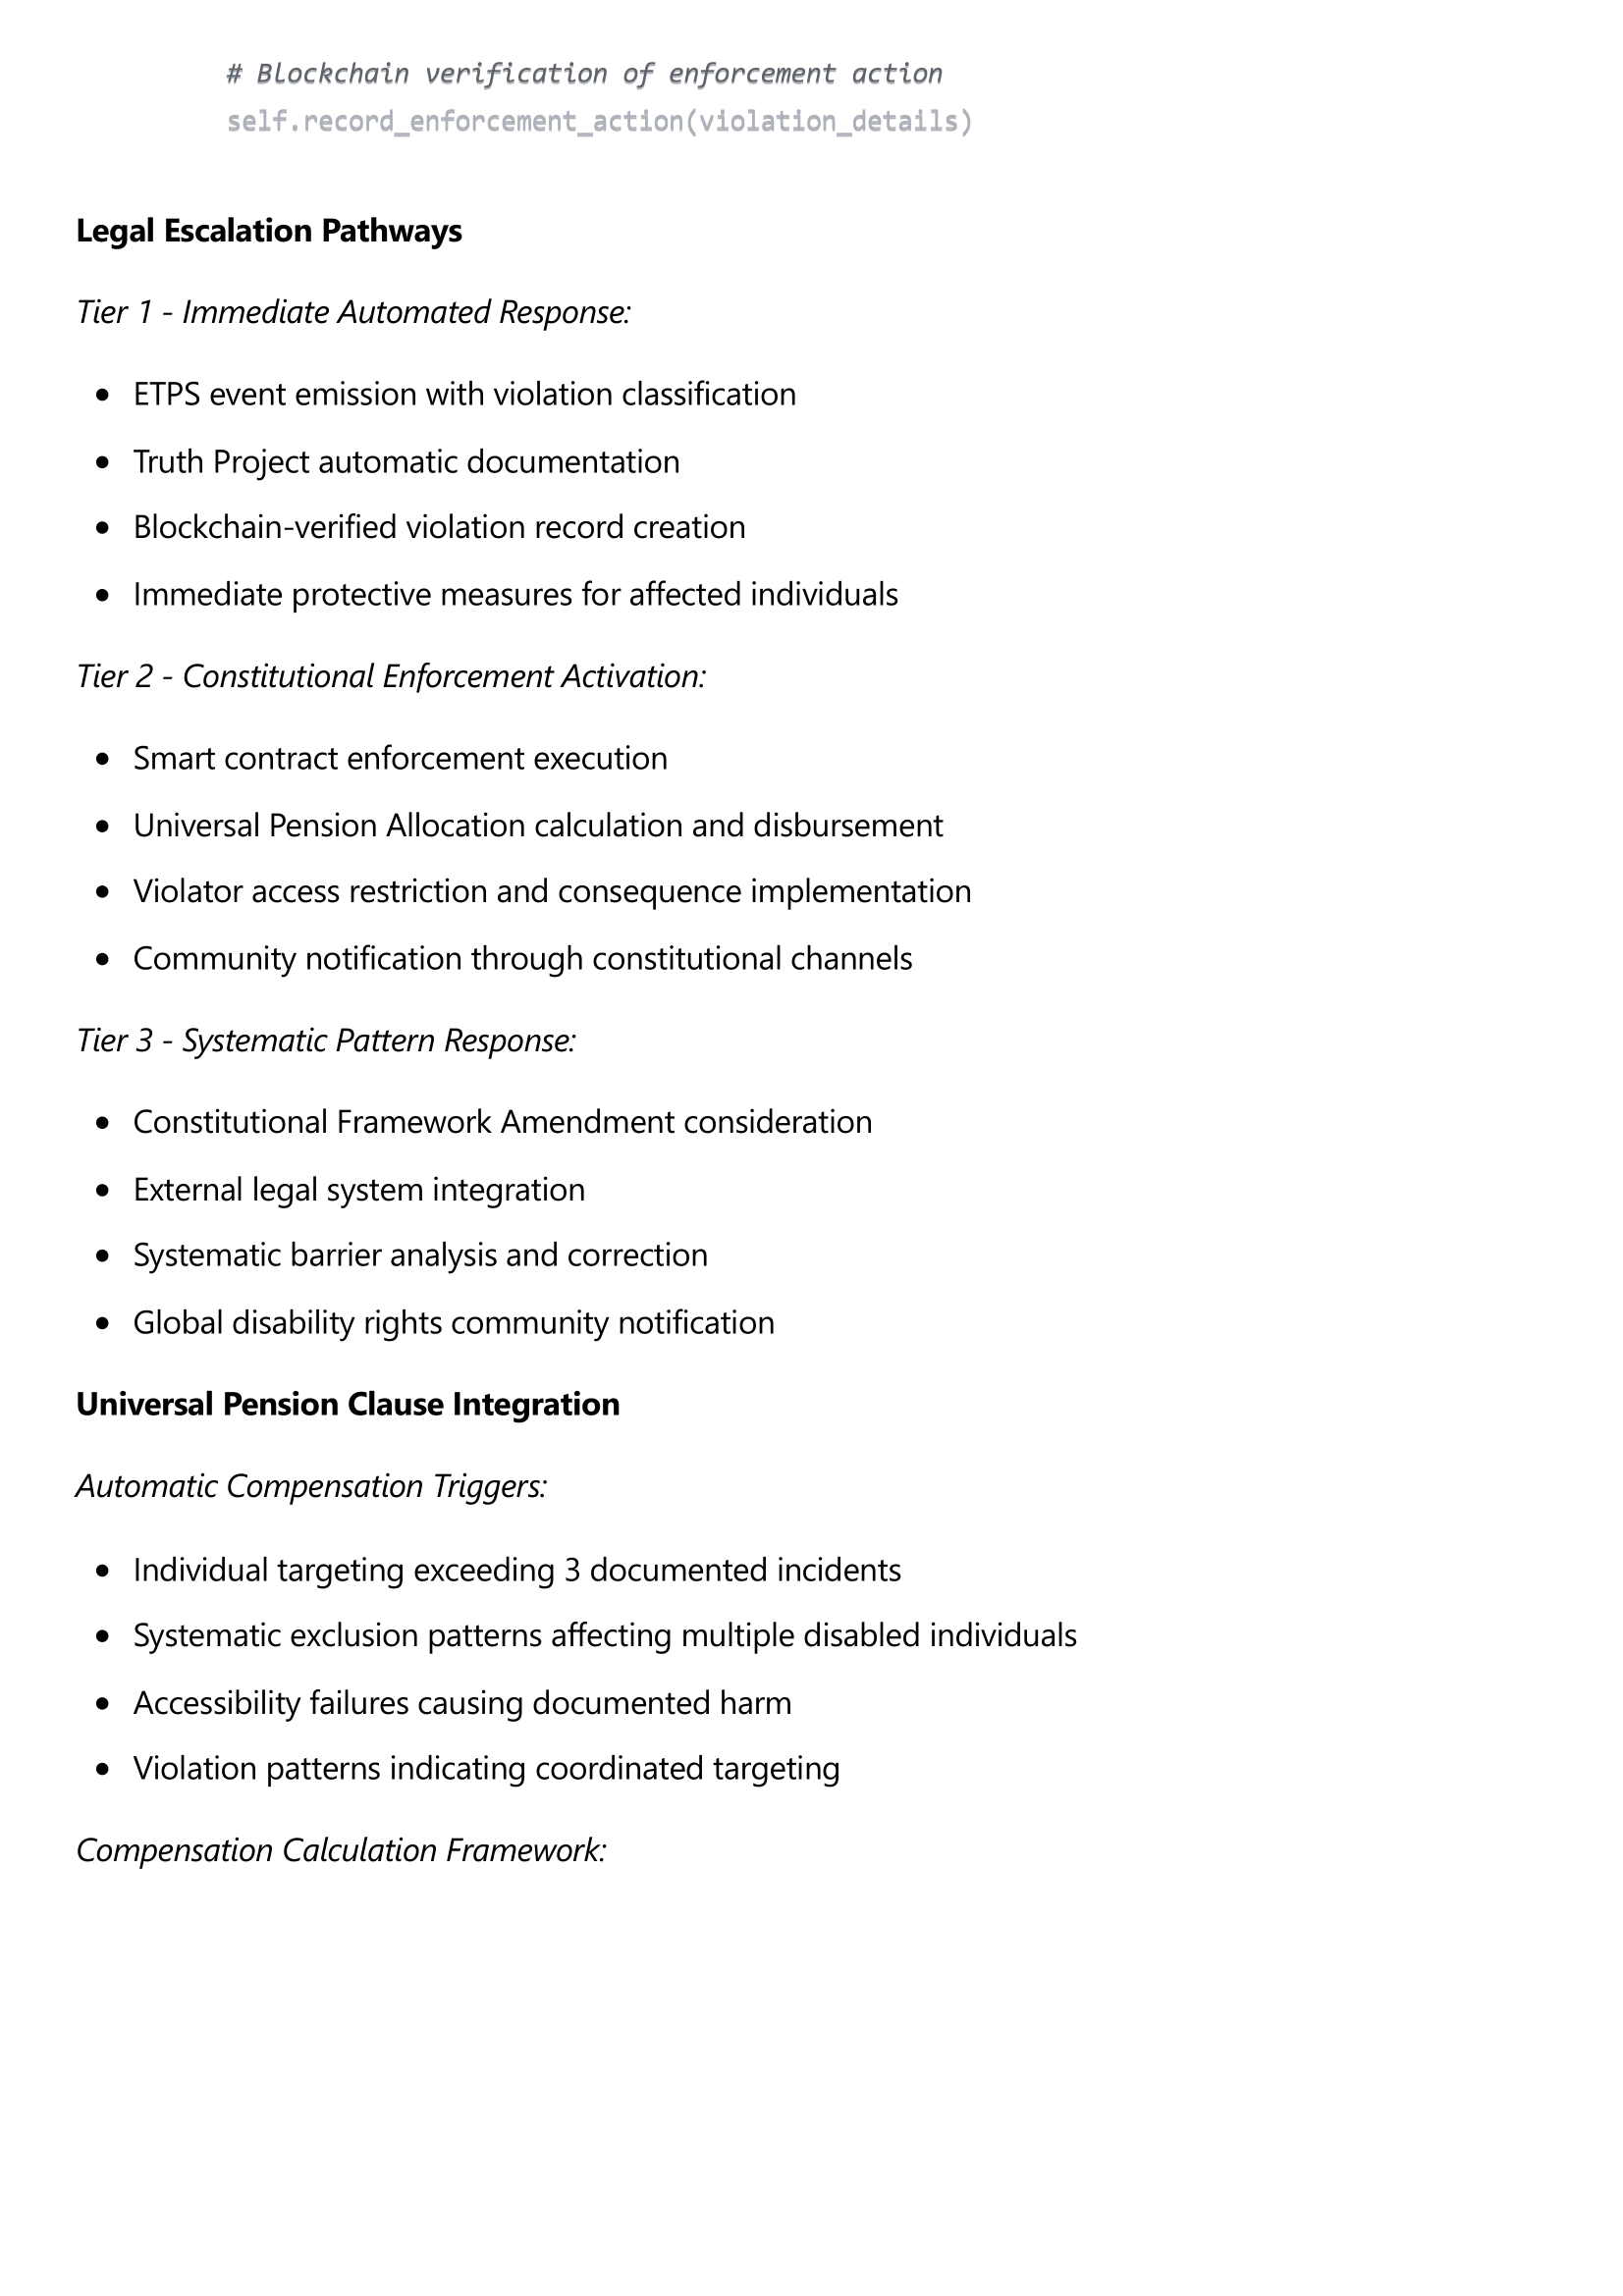 # Blockchain verification of enforcement action
self.record_enforcement_action(violation_details)
Legal Escalation Pathways
Tier 1 - Immediate Automated Response:
• ETPS event emission with violation classification
• Truth Project automatic documentation
• Blockchain-verified violation record creation
• Immediate protective measures for affected individuals
Tier 2 - Constitutional Enforcement Activation:
• Smart contract enforcement execution
• Universal Pension Allocation calculation and disbursement
• Violator access restriction and consequence implementation
• Community notification through constitutional channels
Tier 3 - Systematic Pattern Response:
• Constitutional Framework Amendment consideration
• External legal system integration
• Systematic barrier analysis and correction
• Global disability rights community notification
Universal Pension Clause Integration
Automatic Compensation Triggers:
• Individual targeting exceeding 3 documented incidents
• Systematic exclusion patterns affecting multiple disabled individuals
• Accessibility failures causing documented harm
• Violation patterns indicating coordinated targeting
Compensation Calculation Framework: